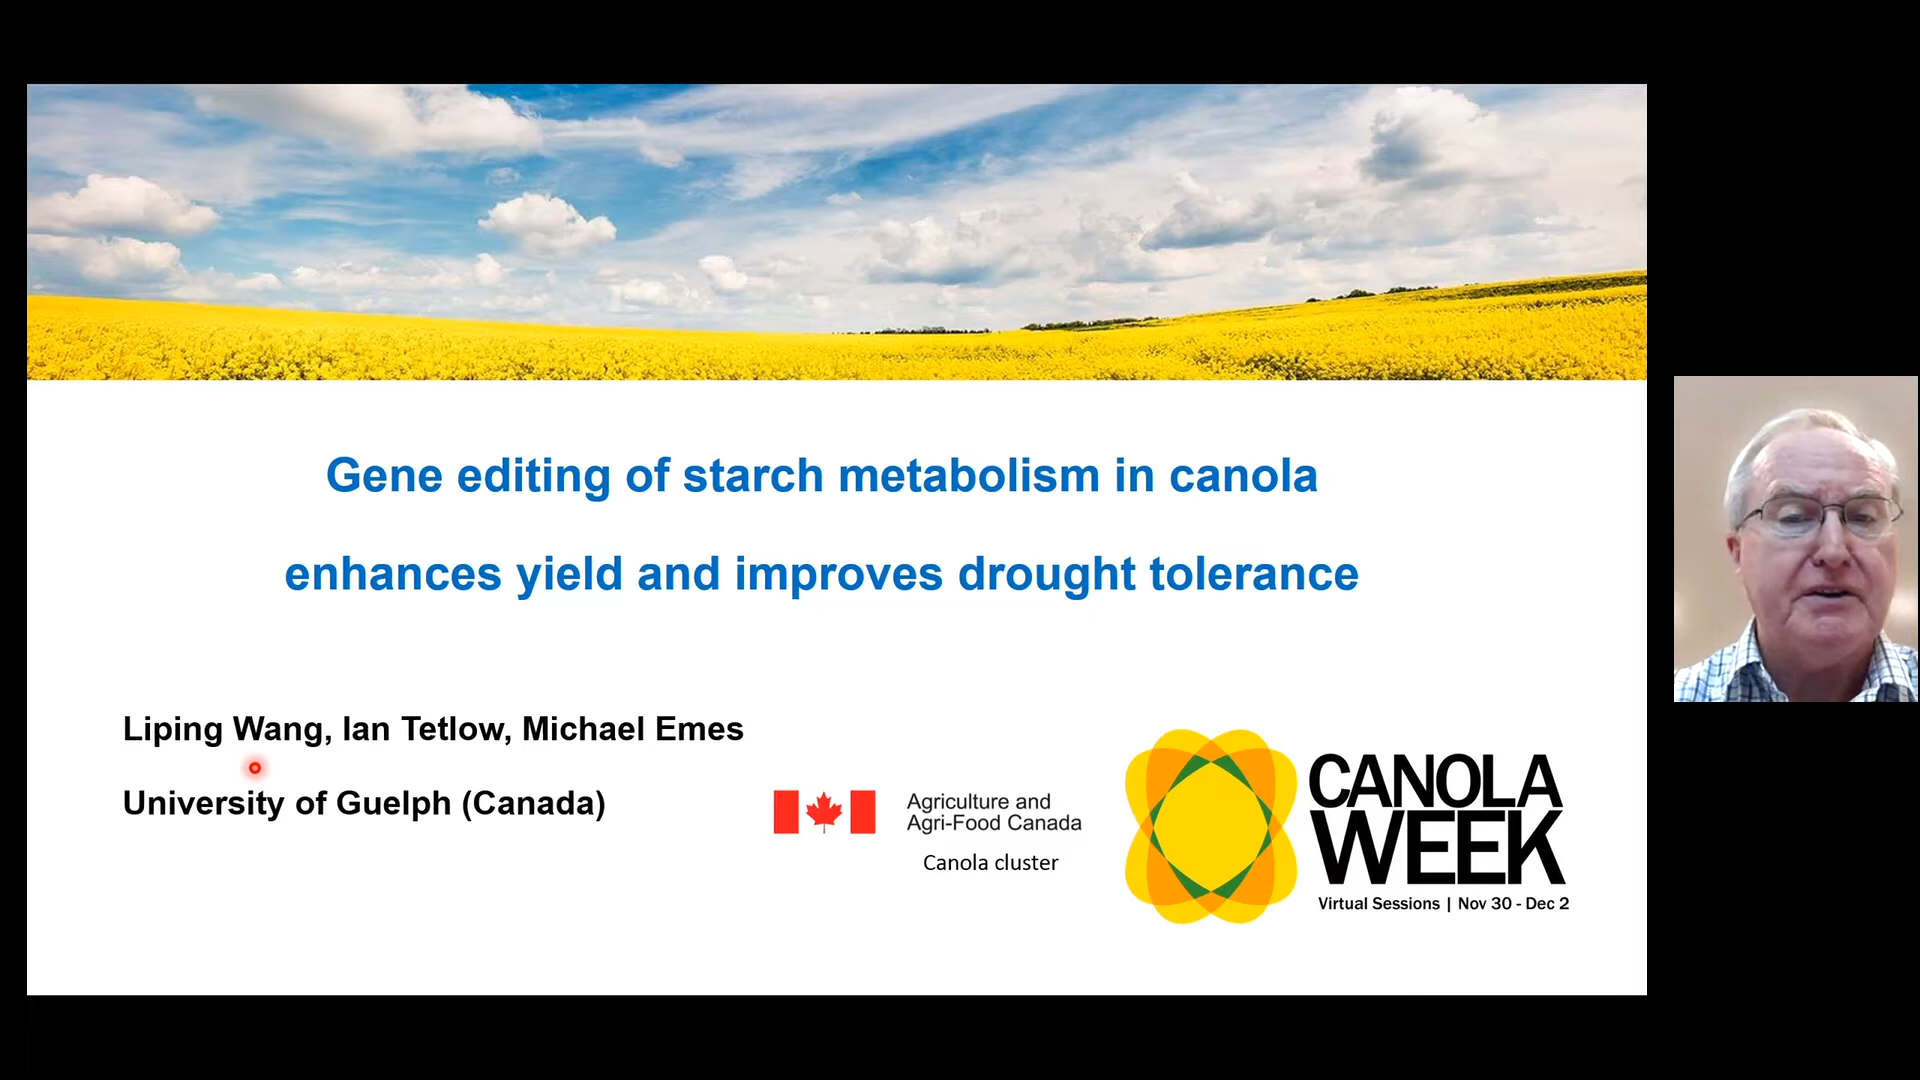 Gene editing of starch metabolism in canola
enhances yield and improves drought tolerance
Liping Wang, Ian Tetlow, Michael Emes
University of Guelph (Canada)
Agriculture and
Agri-Food Canada
Canola cluster
CANOLA
WEEK
Virtual Sessions | Nov 30 - Dec 2